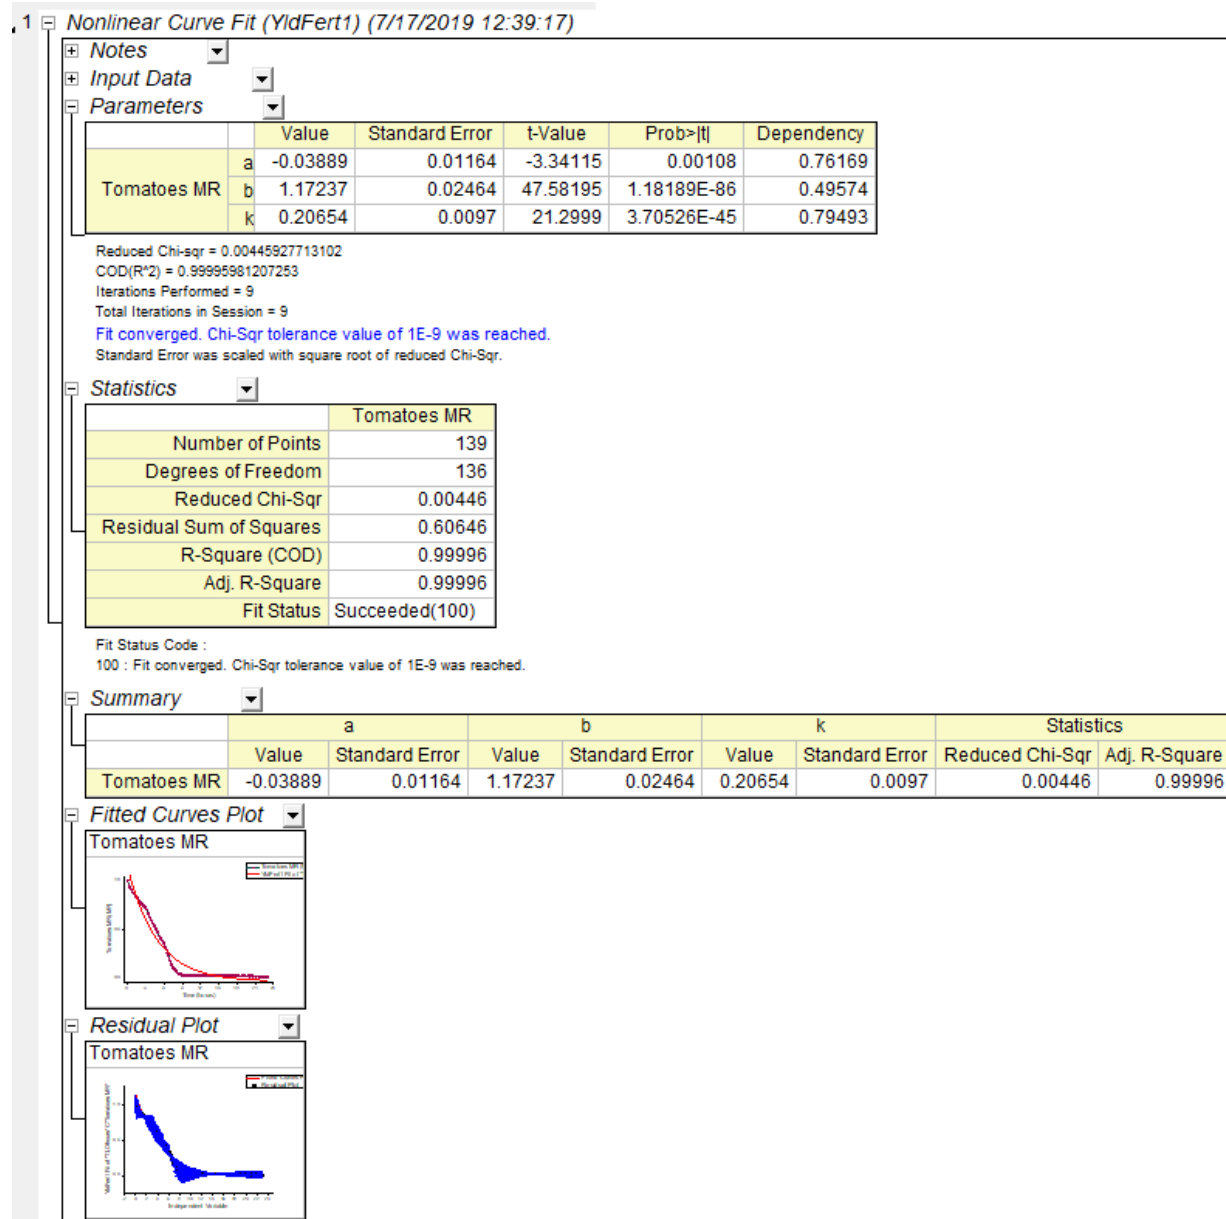 1 Nonlinear Curve Fit (YldFert1) (7/17/2019 12:39:17)
Notes
Input Data
Parameters
Value Standard Error t-Value Prob>|t| Dependency
Tomatoes MR
a -0.03889 0.01164 -3.34115 0.00108 0.76169
b 1.17237 0.02464 47.58195 1.18189E-86 0.49574
k 0.20654 0.0097 21.2999 3.70526E-45 0.79493
Reduced Chi-sqr = 0.00445927713102
COD(R^2) = 0.99995981207253
Iterations Performed = 9
Total Iterations in Session = 9
Fit converged. Chi-Sqr tolerance value of 1E-9 was reached.
Standard Error was scaled with square root of reduced Chi-Sqr.
Statistics
Tomatoes MR
Number of Points 139
Degrees of Freedom 136
Reduced Chi-Sqr 0.00446
Residual Sum of Squares 0.60646
R-Square (COD) 0.99996
Adj. R-Square 0.99996
Fit Status Succeeded(100)
Fit Status Code :
100 : Fit converged. Chi-Sqr tolerance value of 1E-9 was reached.
Summary
a b k Statistics
Value Standard Error Value Standard Error Value Standard Error Reduced Chi-Sqr Adj. R-Square
Tomatoes MR -0.03889 0.01164 1.17237 0.02464 0.20654 0.0097 0.00446 0.99996
Fitted Curves Plot
Tomatoes MR
Time (hours)
Residual Plot
Tomatoes MR
Independent Variable